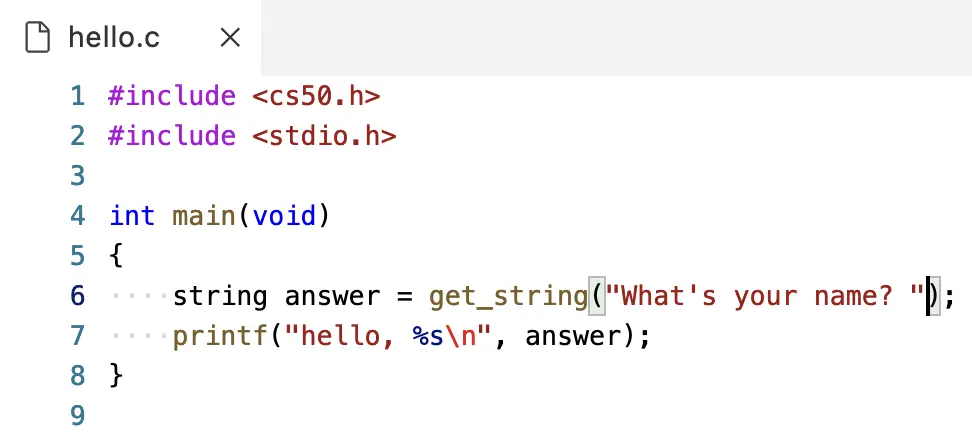 hello.c
1 #include <cs50.h>
2 #include <stdio.h>
3
4 int main(void)
5 {
6     string answer = get_string("What's your name? ");
7     printf("hello, %s\n", answer);
8 }
9